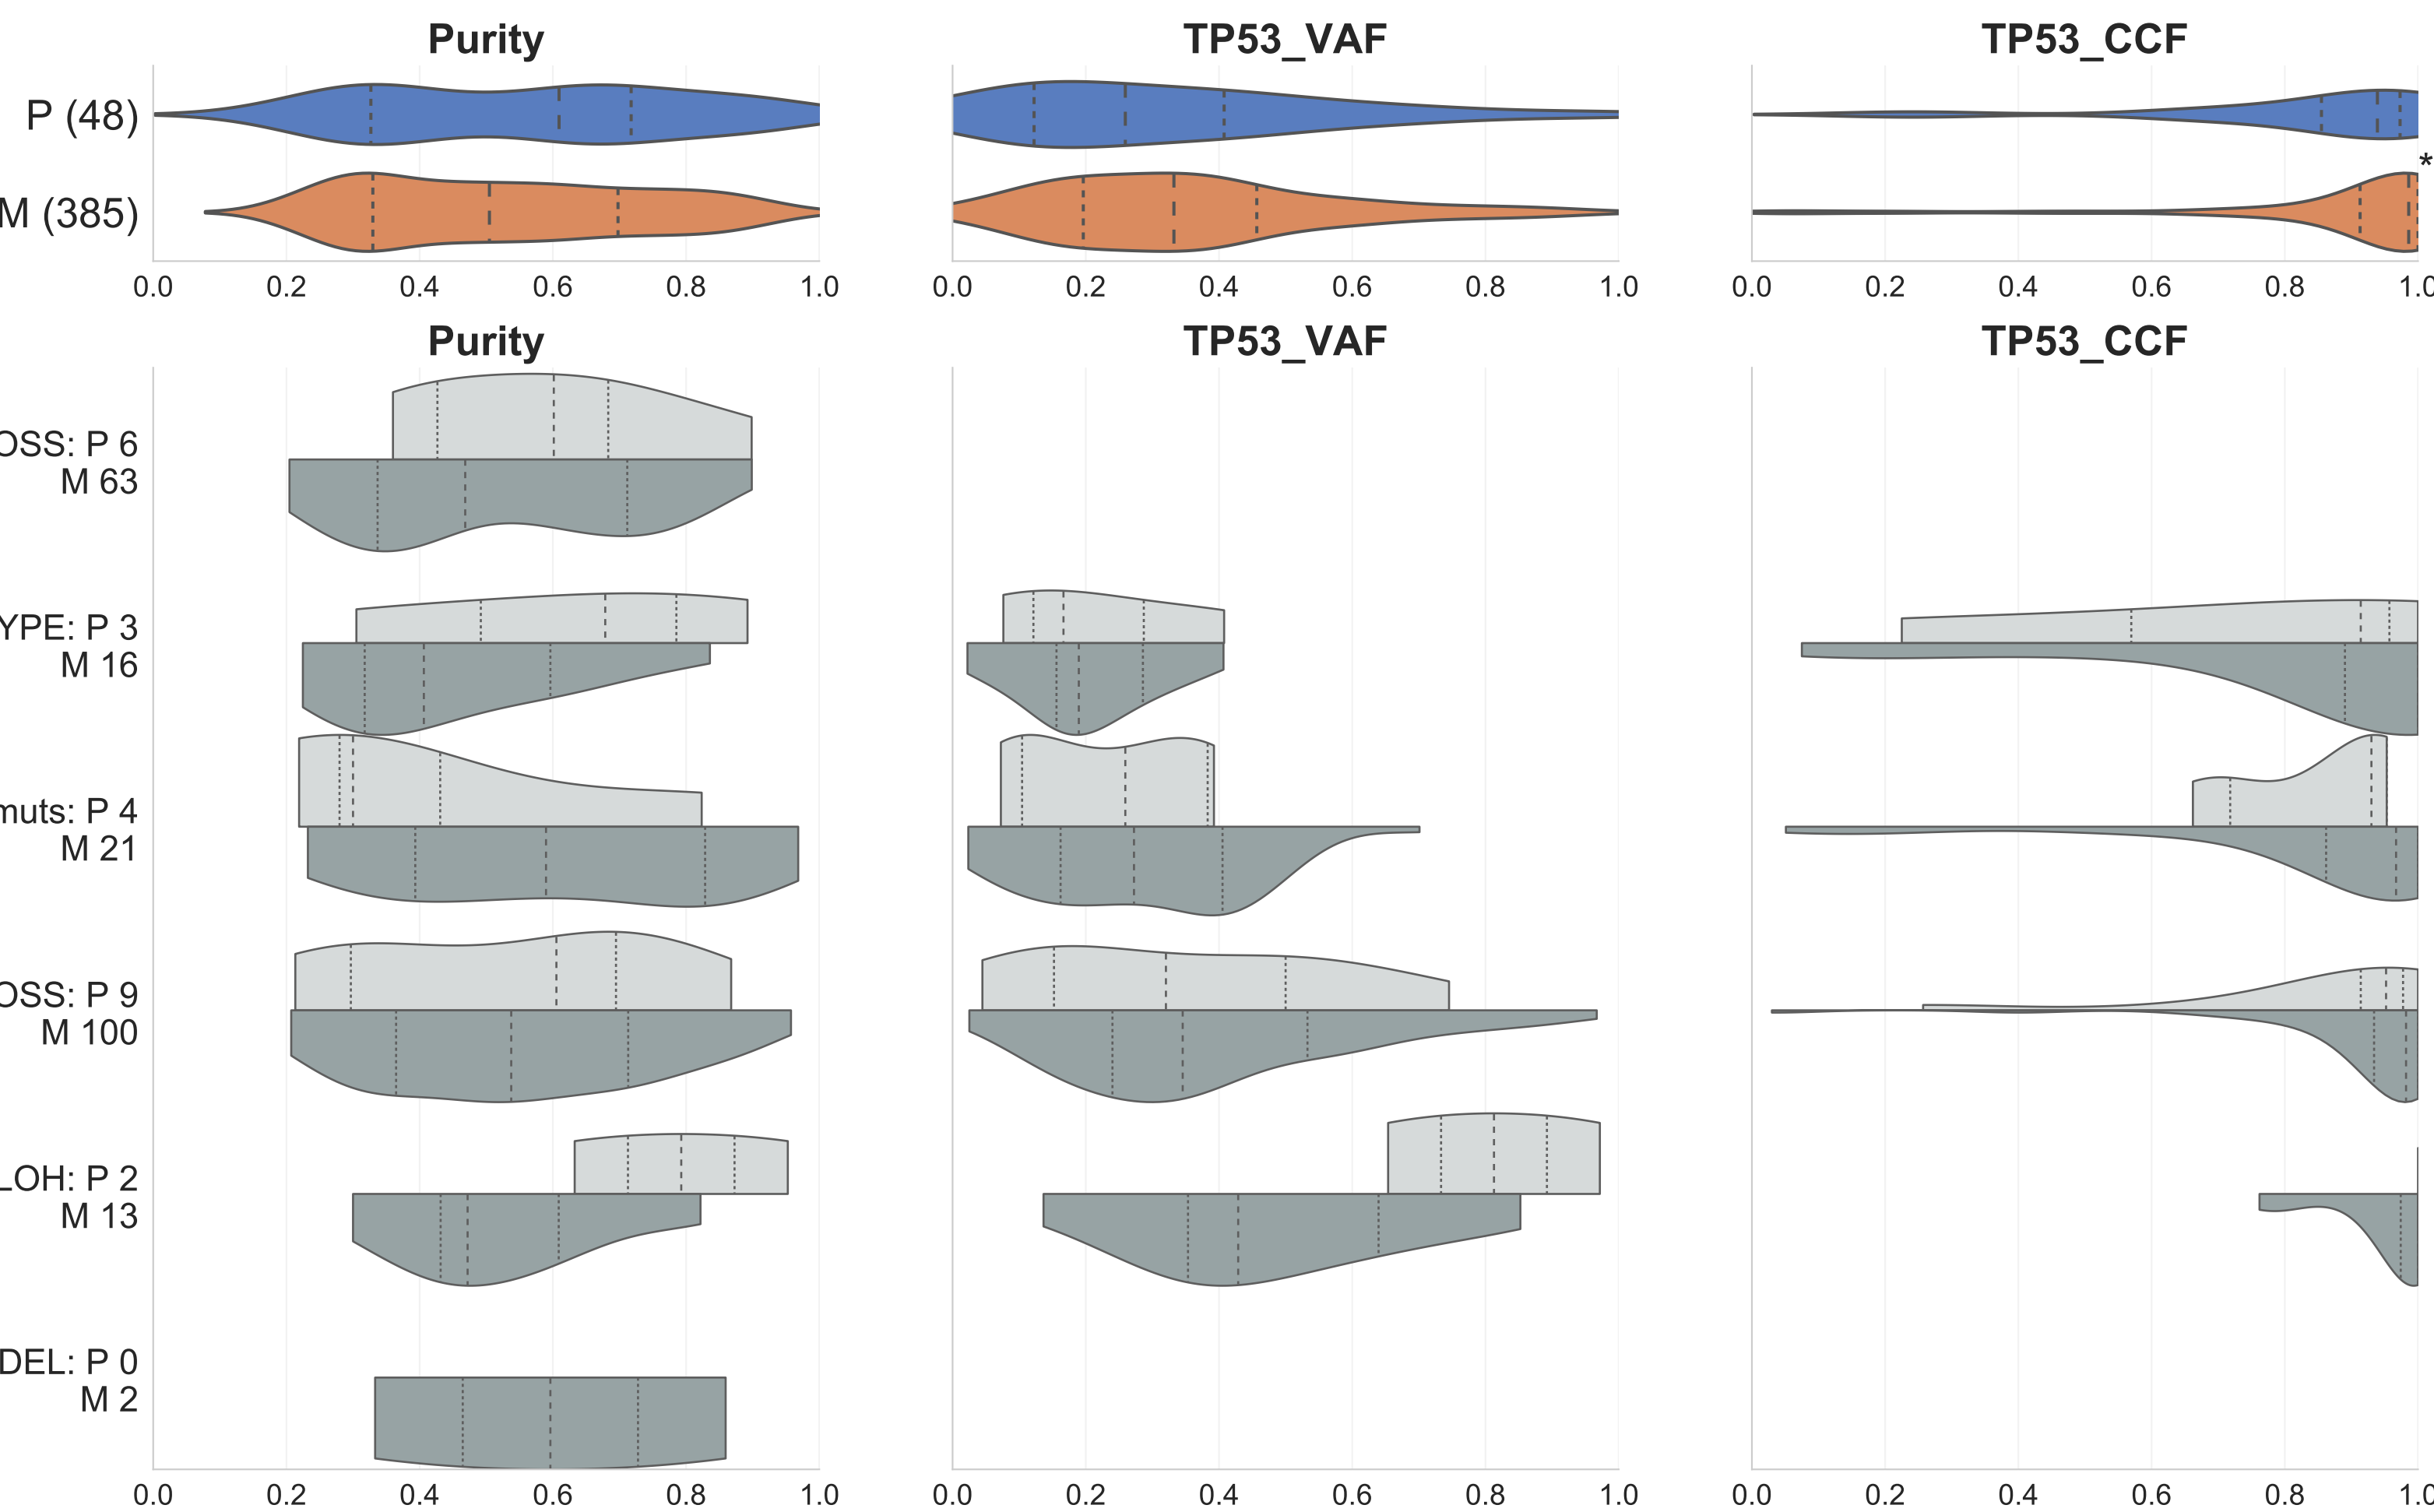 Purity TP53_VAF TP53_CCF
P (48)
*
M (385)
0.0 0.2 0.4 0.6 0.8 1.0 0.0 0.2 0.4 0.6 0.8 1.0 0.0 0.2 0.4 0.6 0.8 1.0
Purity TP53_VAF TP53_CCF
OSS: P 6
M 63
YPE: P 3
M 16
muts: P 4
M 21
OSS: P 9
M 100
LOH: P 2
M 13
DEL: P 0
M 2
0.0 0.2 0.4 0.6 0.8 1.0 0.0 0.2 0.4 0.6 0.8 1.0 0.0 0.2 0.4 0.6 0.8 1.0